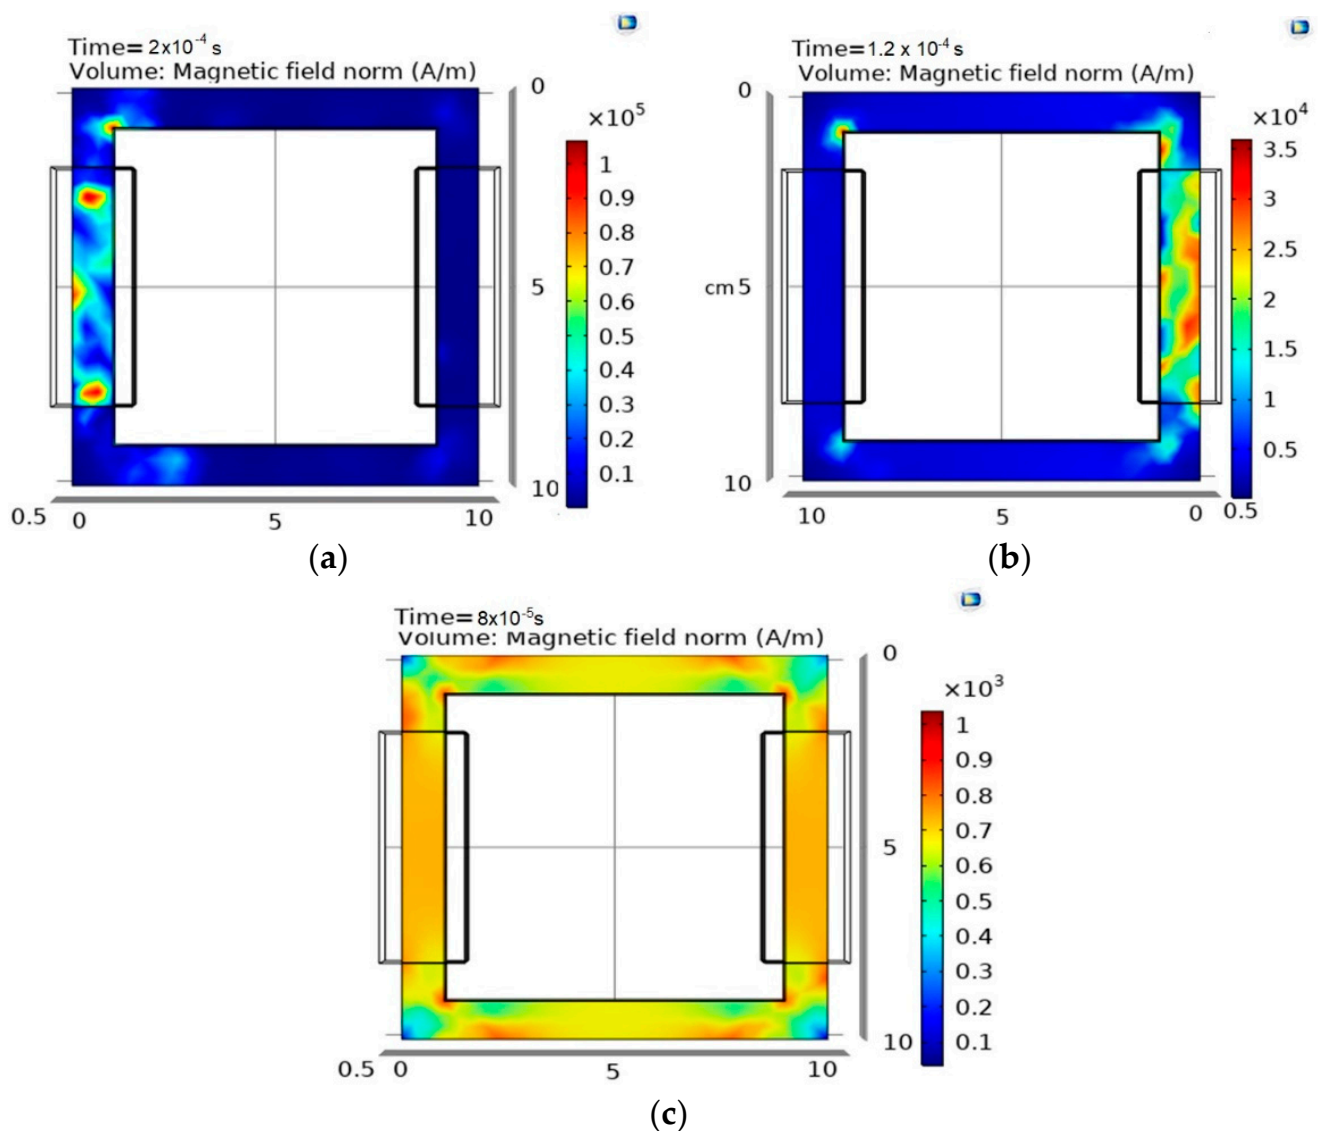 Time= 2x10⁻⁴ s
Volume: Magnetic field norm (A/m)
0
×10⁵
1
0.9
0.8
0.7
0.6
0.5
0.4
0.3
0.2
0.1
5
10
0.5 0 5 10
(a)
Time=1.2 x 10⁻⁴s
Volume: Magnetic field norm (A/m)
0
×10⁴
3.5
3
2.5
2
1.5
1
0.5
cm 5
10
10 5 0 0.5
(b)
Time=8x10⁻⁵s
Volume: Magnetic field norm (A/m)
0
×10³
1
0.9
0.8
0.7
0.6
0.5
0.4
0.3
0.2
0.1
5
10
0.5 0 5 10
(c)